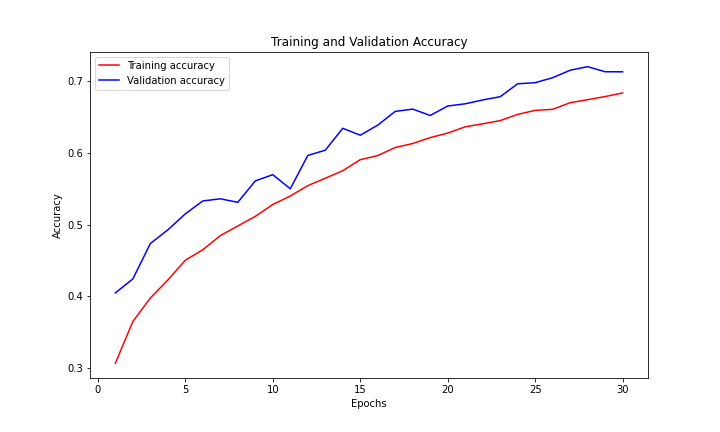 Training and Validation Accuracy
Training accuracy
Validation accuracy
Accuracy
0.7
0.6
0.5
0.4
0.3
0 5 10 15 20 25 30
Epochs